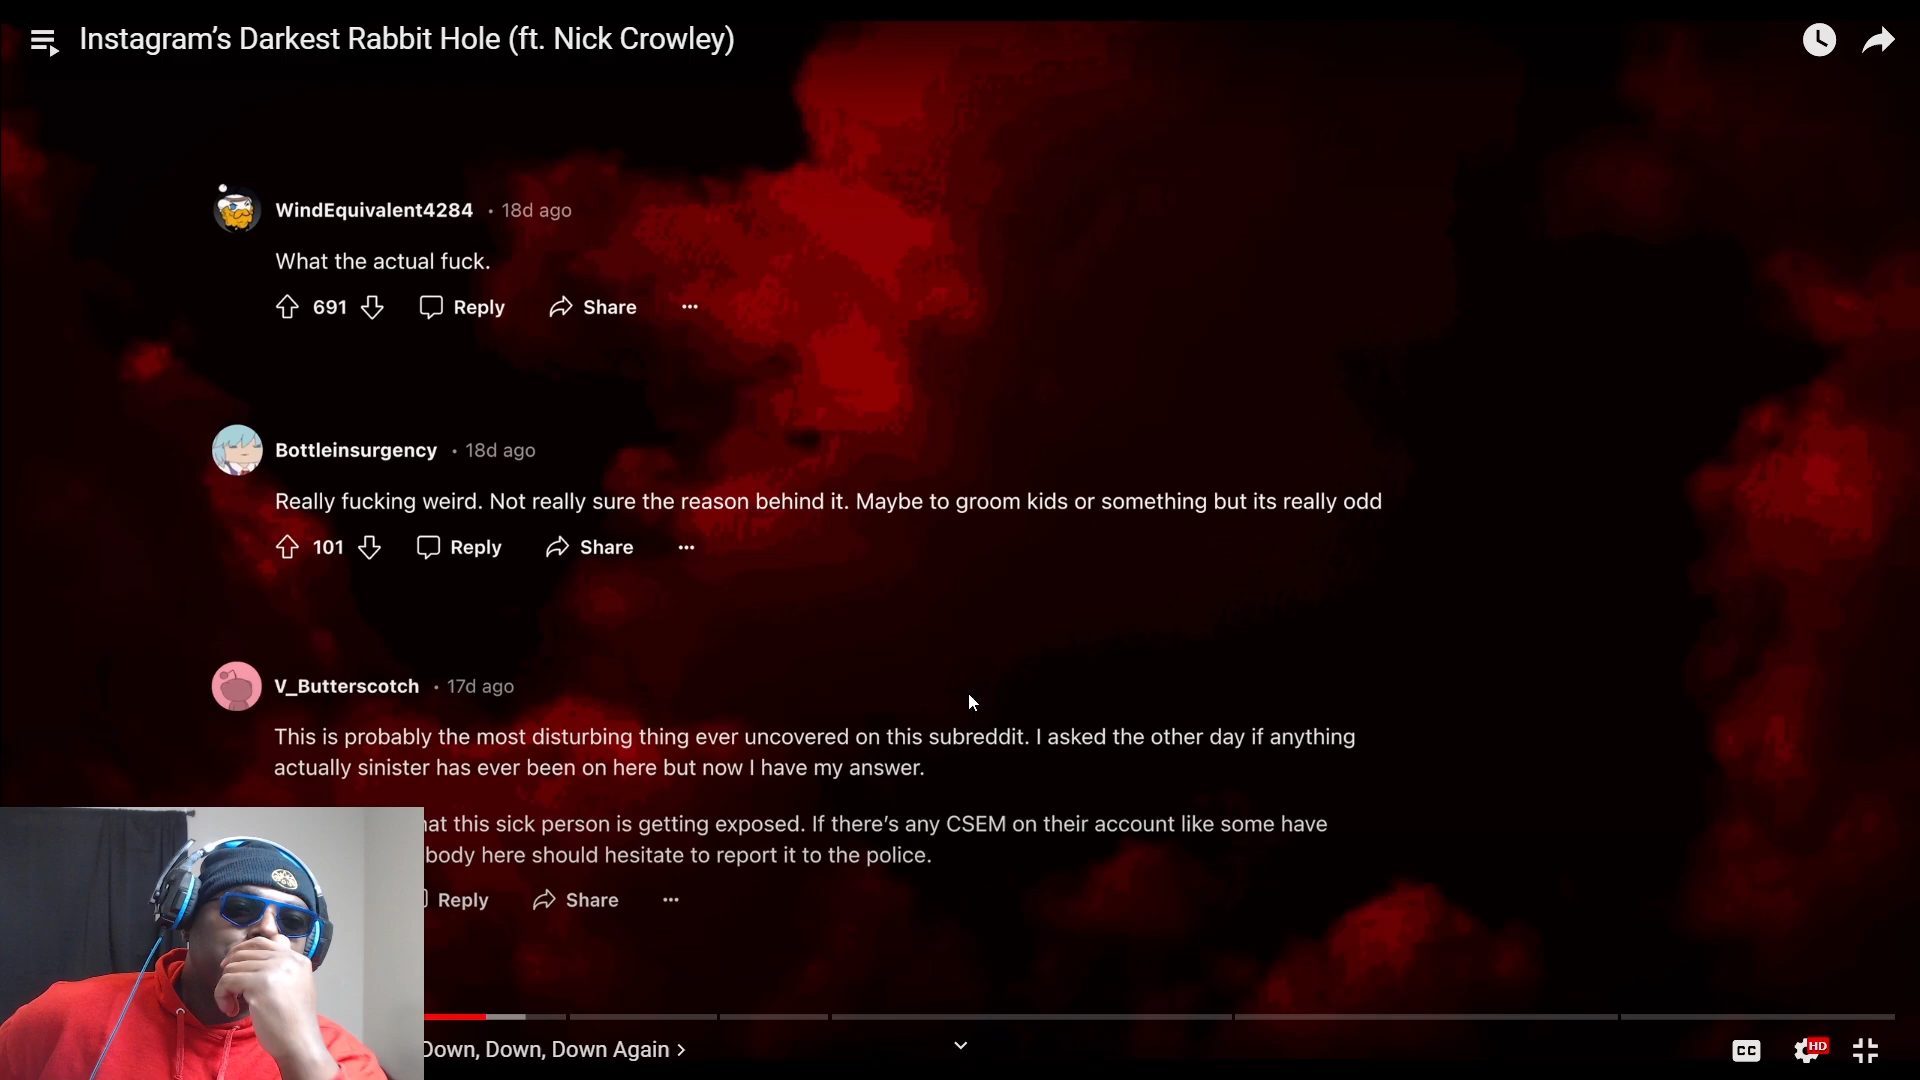 Instagram’s Darkest Rabbit Hole (ft. Nick Crowley)
WindEquivalent4284 • 18d ago
What the actual fuck.
691 Reply Share ...
Bottleinsurgency • 18d ago
Really fucking weird. Not really sure the reason behind it. Maybe to groom kids or something but its really odd
101 Reply Share ...
V_Butterscotch • 17d ago
This is probably the most disturbing thing ever uncovered on this subreddit. I asked the other day if anything
actually sinister has ever been on here but now I have my answer.
this sick person is getting exposed. If there’s any CSEM on their account like some have
body here should hesitate to report it to the police.
Reply Share ...
Down, Down, Down Again >
CC HD